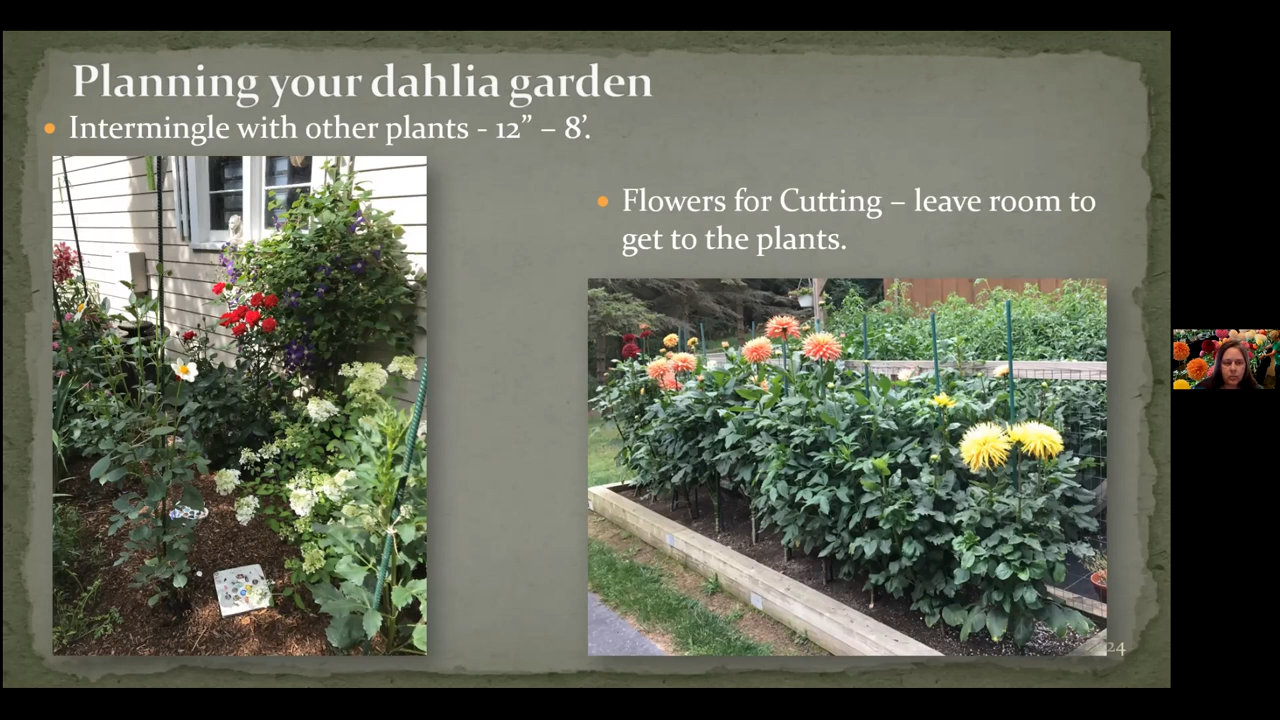 Planning your dahlia garden
• Intermingle with other plants - 12” – 8’.
• Flowers for Cutting – leave room to
get to the plants.
24